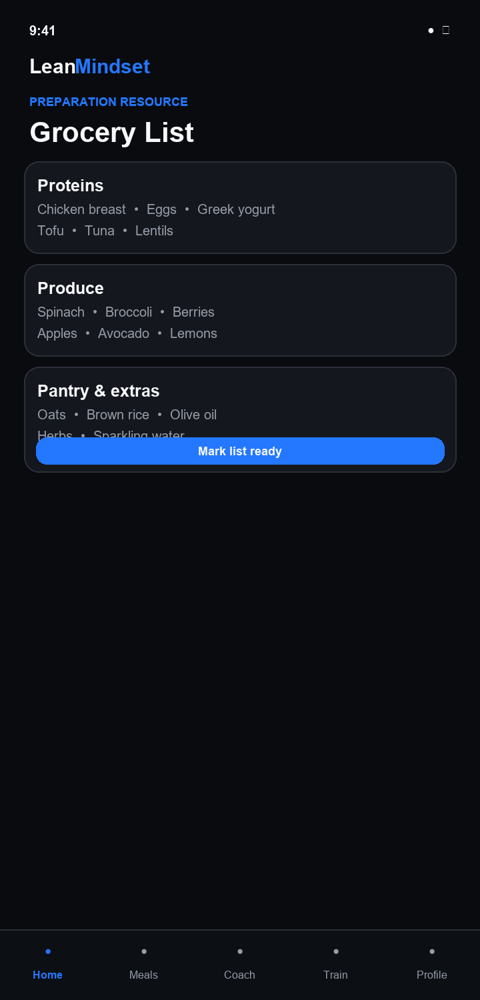 9:41
LeanMindset
PREPARATION RESOURCE
Grocery List
Proteins
Chicken breast • Eggs • Greek yogurt
Tofu • Tuna • Lentils
Produce
Spinach • Broccoli • Berries
Apples • Avocado • Lemons
Pantry & extras
Oats • Brown rice • Olive oil
Herbs • Sparkling water
Mark list ready
Home Meals Coach Train Profile